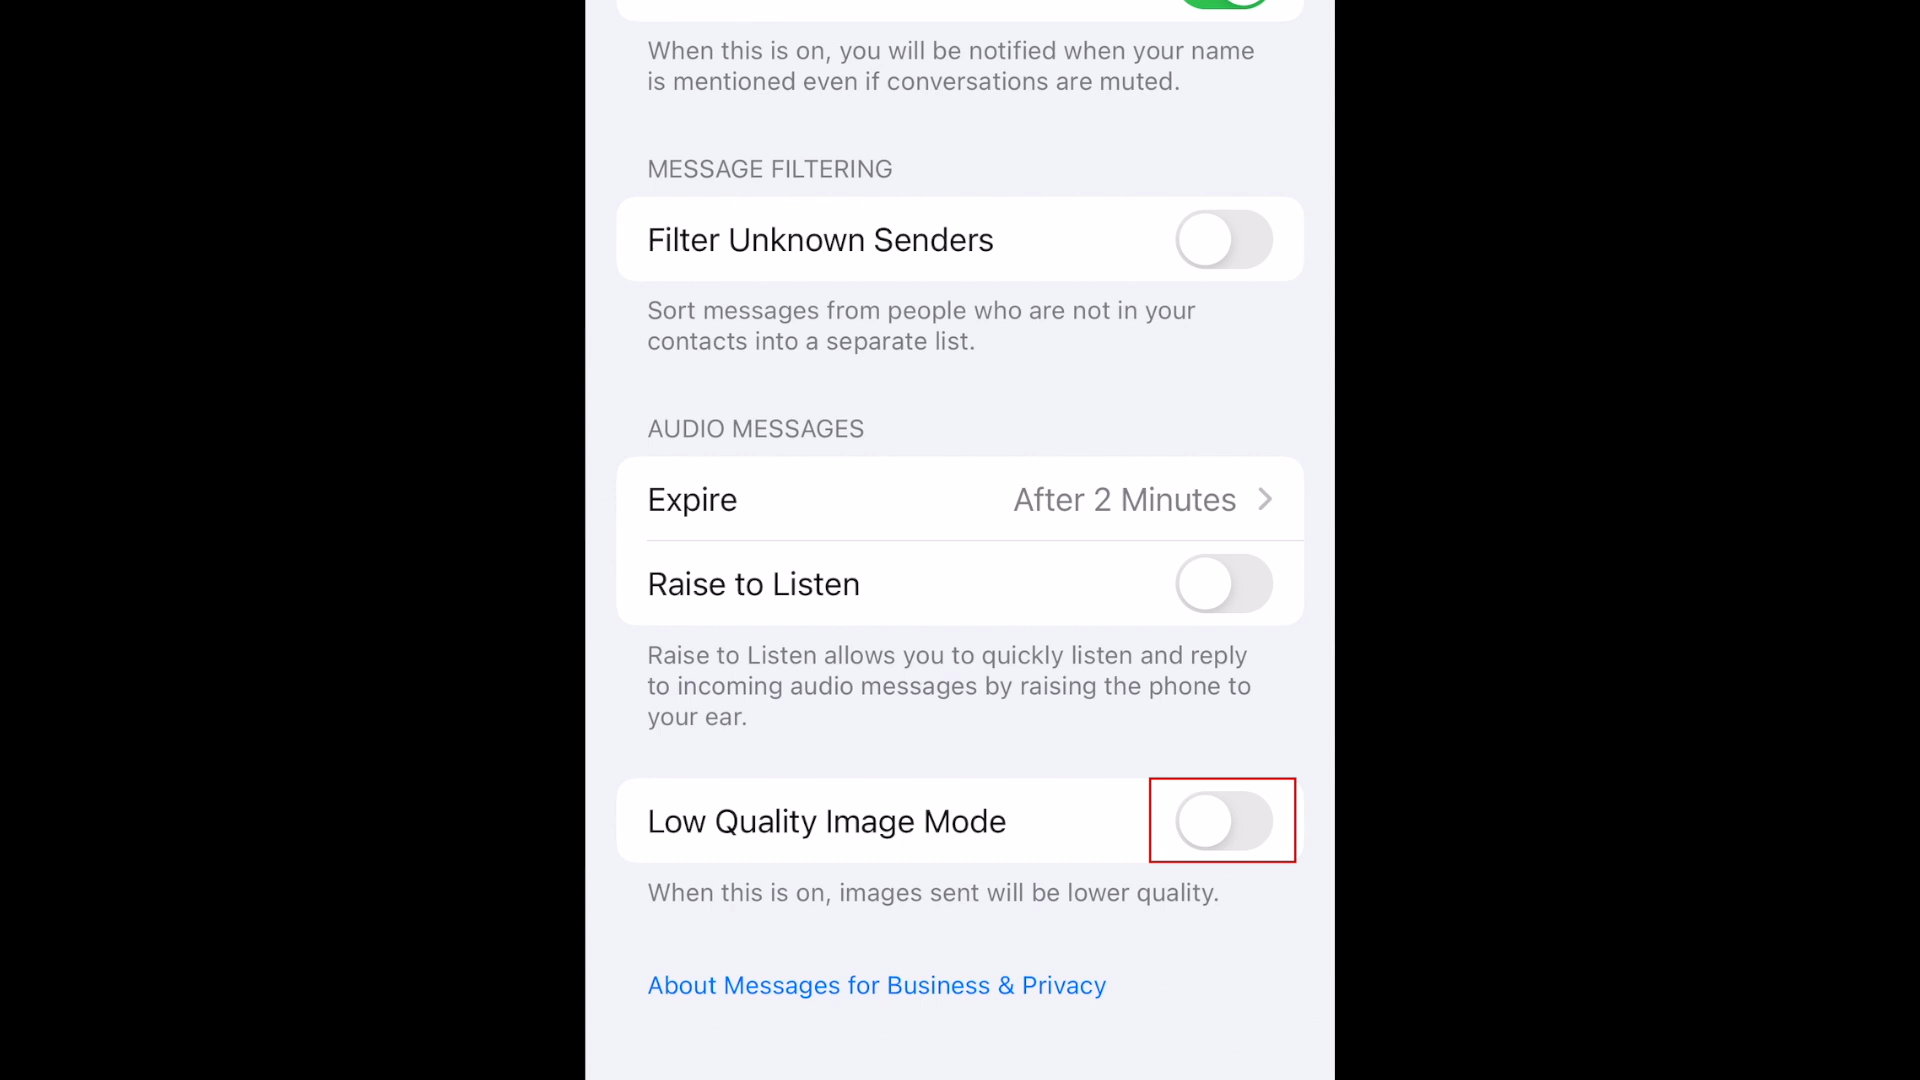 When this is on, you will be notified when your name
is mentioned even if conversations are muted.
MESSAGE FILTERING
Filter Unknown Senders
Sort messages from people who are not in your
contacts into a separate list.
AUDIO MESSAGES
Expire After 2 Minutes
Raise to Listen
Raise to Listen allows you to quickly listen and reply
to incoming audio messages by raising the phone to
your ear.
Low Quality Image Mode
When this is on, images sent will be lower quality.
About Messages for Business & Privacy